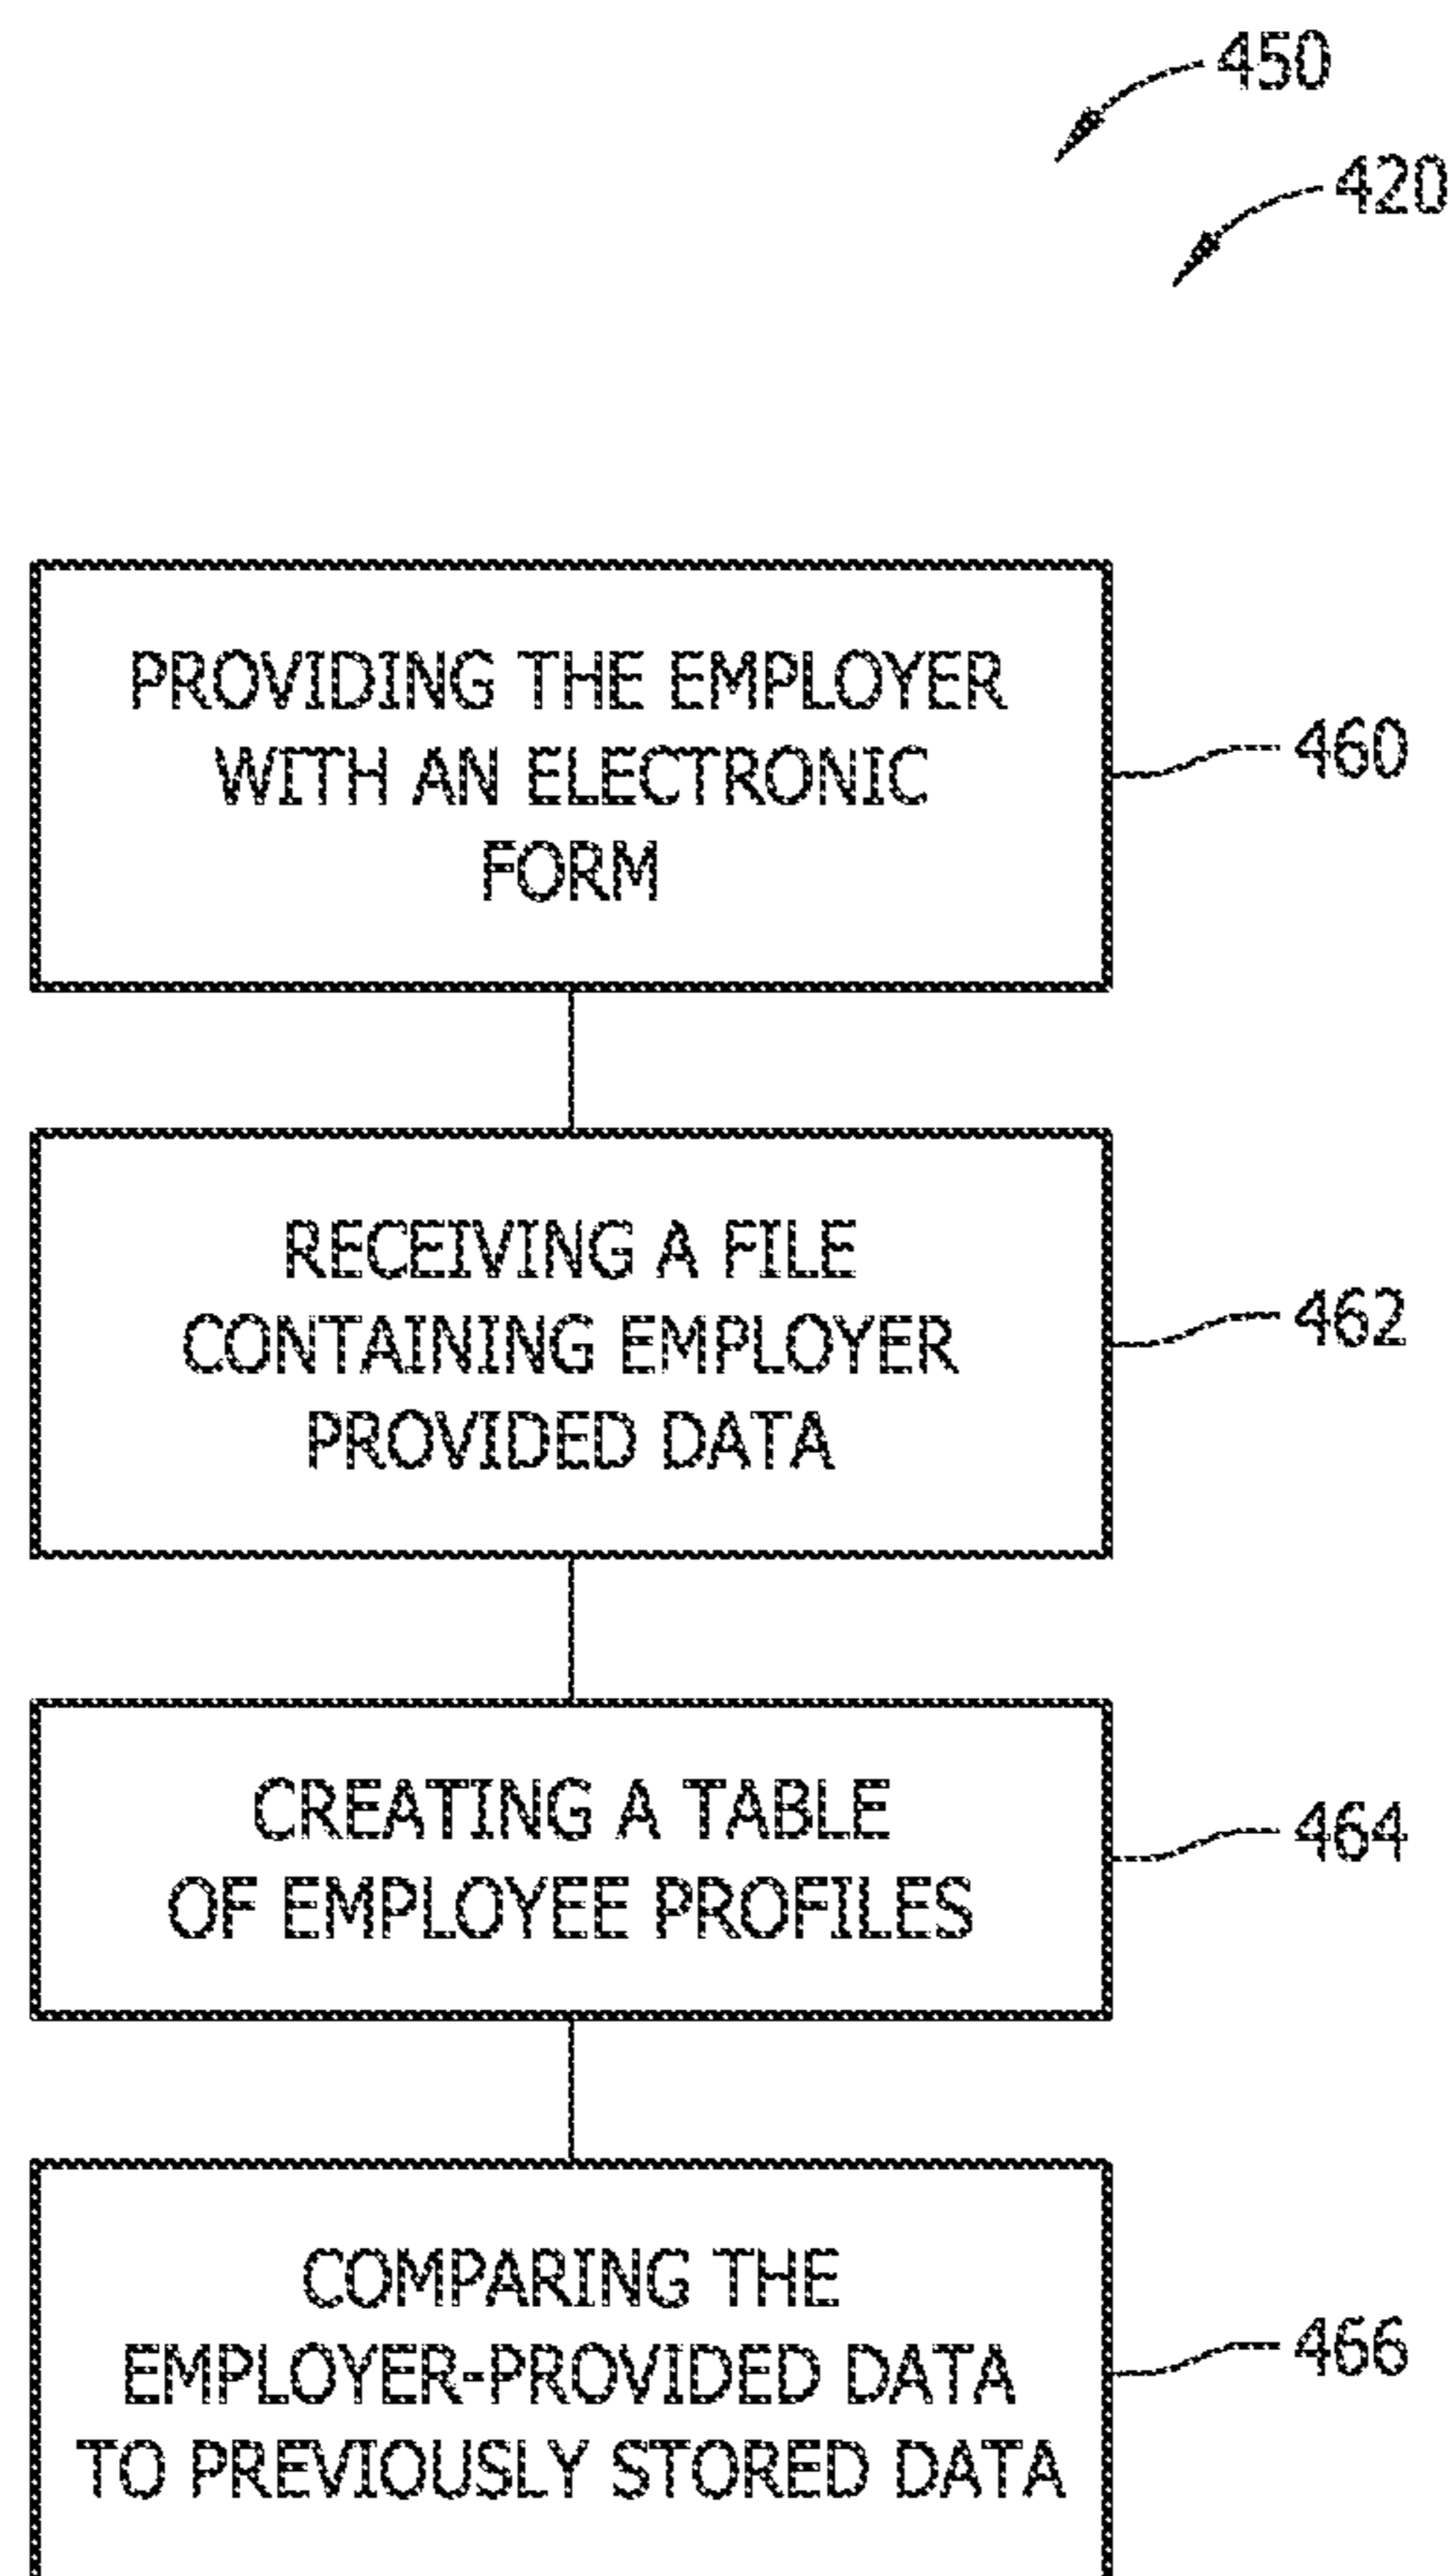 450
420
PROVIDING THE EMPLOYER
WITH AN ELECTRONIC
FORM
460
RECEIVING A FILE
CONTAINING EMPLOYER
PROVIDED DATA
462
CREATING A TABLE
OF EMPLOYEE PROFILES
464
COMPARING THE
EMPLOYER-PROVIDED DATA
TO PREVIOUSLY STORED DATA
466